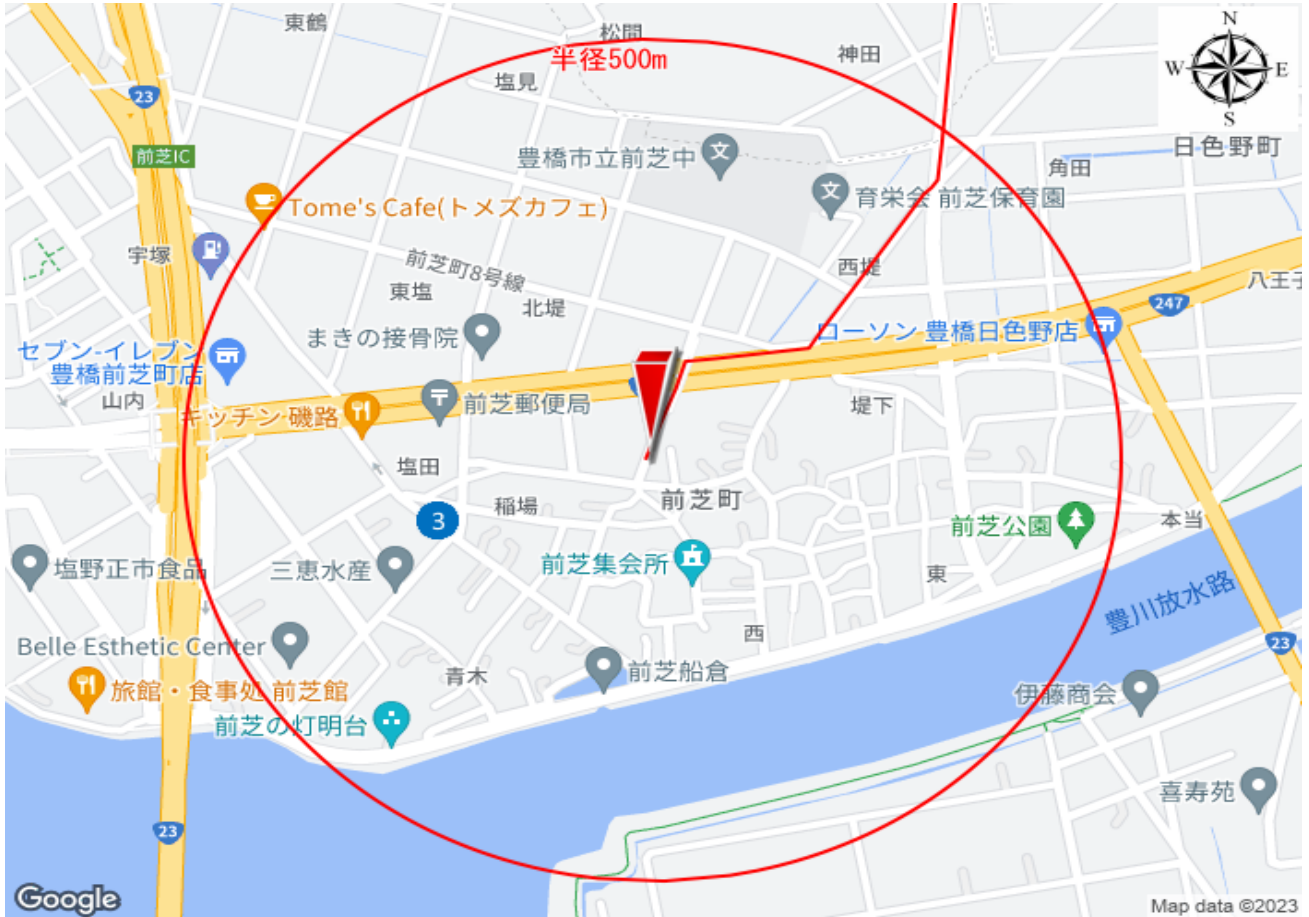 東鶴
松間
半径500m
神田
N
W
E
S
塩見
23
前芝IC
豊橋市立前芝中
文
日色野町
角田
文
育栄会 前芝保育園
Tome's Cafe(トメズカフェ)
宇塚
前芝町8号線
西堤
東塩
北堤
八王子
247
まきの接骨院
ローソン 豊橋日色野店
セブン-イレブン
豊橋前芝町店
山内
キッチン 磯路
前芝郵便局
堤下
塩田
稲場
前芝町
3
前芝公園
本当
塩野正市食品
三恵水産
前芝集会所
東
豊川放水路
西
Belle Esthetic Center
23
前芝船倉
青木
旅館・食事処 前芝館
伊藤商会
前芝の灯明台
喜寿苑
23
Google
Map data ©2023